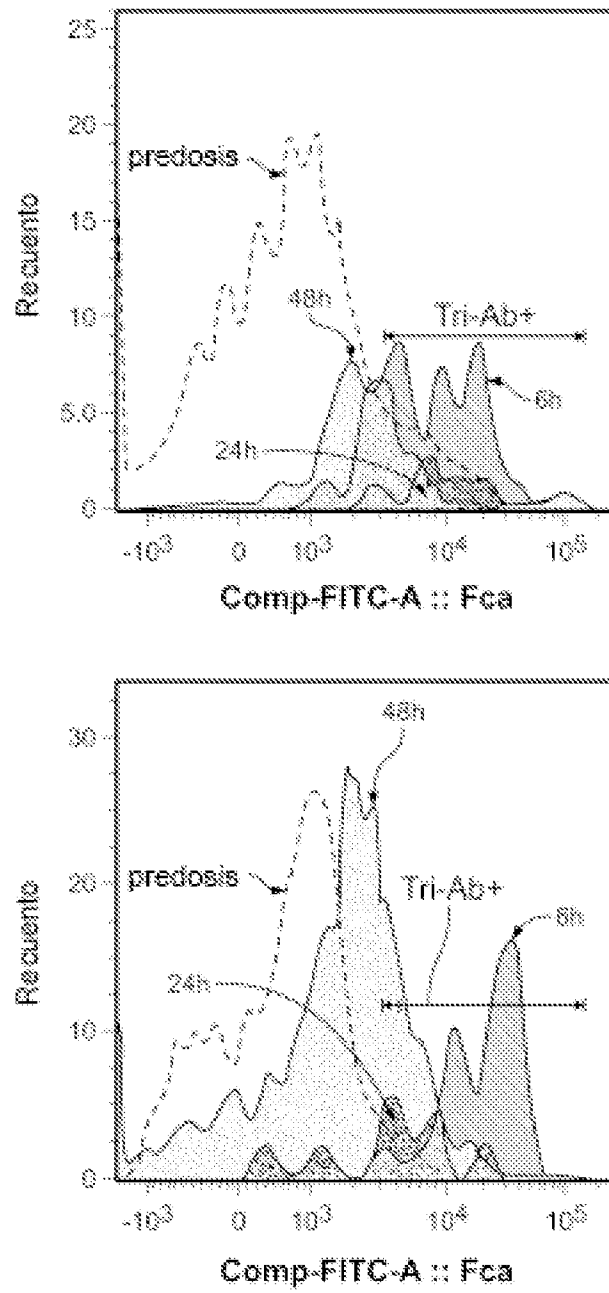 25
20
15
10
5.0
0
Recuento
predosis
48h
Tri-Ab+
6h
24h
-10³
0
10³
10⁴
10⁵
Comp-FITC-A :: Fca
30
20
10
0
Recuento
48h
predosis
Tri-Ab+
6h
24h
-10³
0
10³
10⁴
10⁵
Comp-FITC-A :: Fca